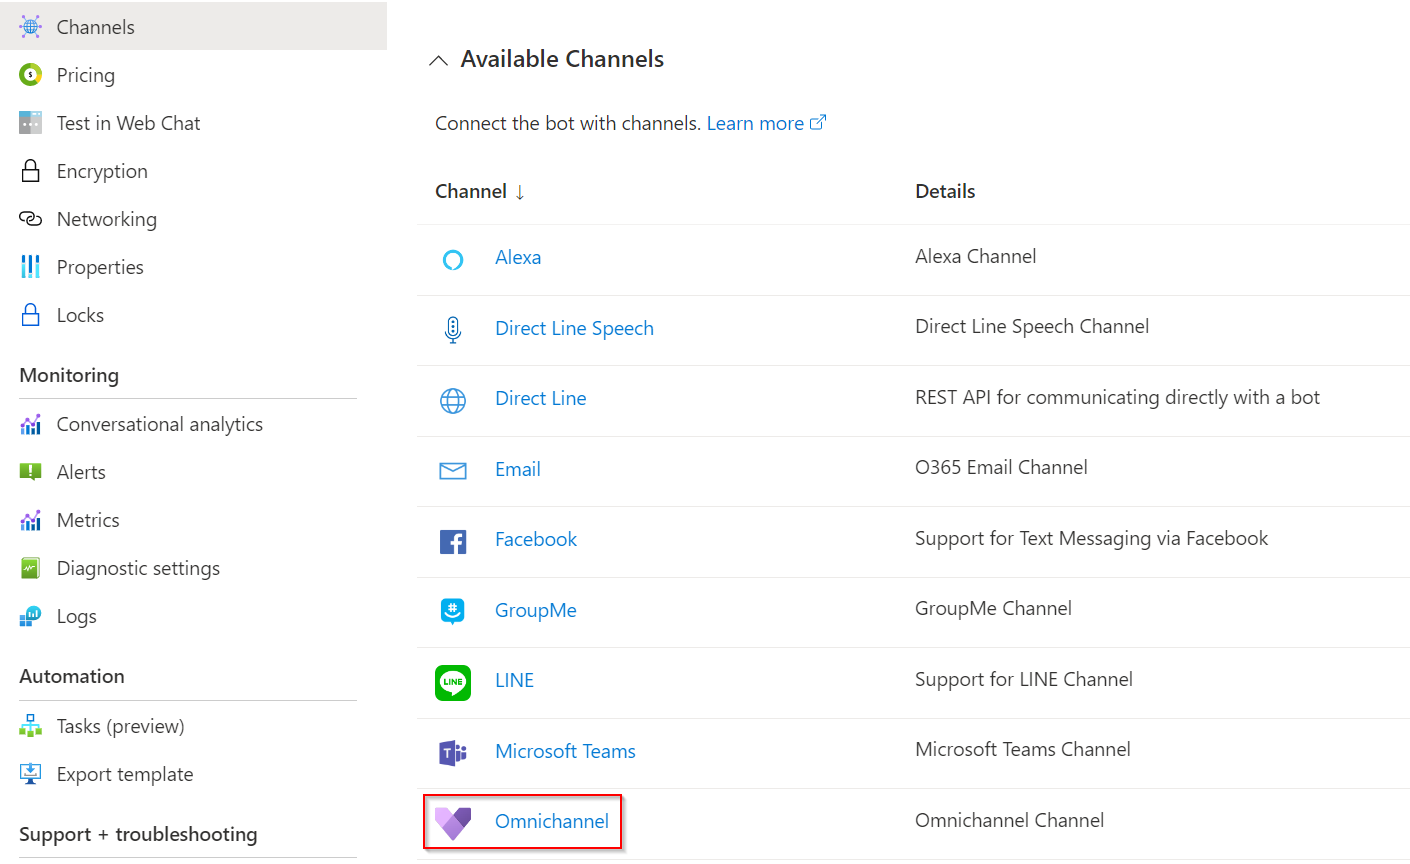 Channels
Pricing
Test in Web Chat
Encryption
Networking
Properties
Locks
Monitoring
Conversational analytics
Alerts
Metrics
Diagnostic settings
Logs
Automation
Tasks (preview)
Export template
Support + troubleshooting
Available Channels
Connect the bot with channels. Learn more
Channel ↓ Details
Alexa Alexa Channel
Direct Line Speech Direct Line Speech Channel
Direct Line REST API for communicating directly with a bot
Email O365 Email Channel
Facebook Support for Text Messaging via Facebook
GroupMe GroupMe Channel
LINE LINE Support for LINE Channel
Microsoft Teams Microsoft Teams Channel
Omnichannel Omnichannel Channel